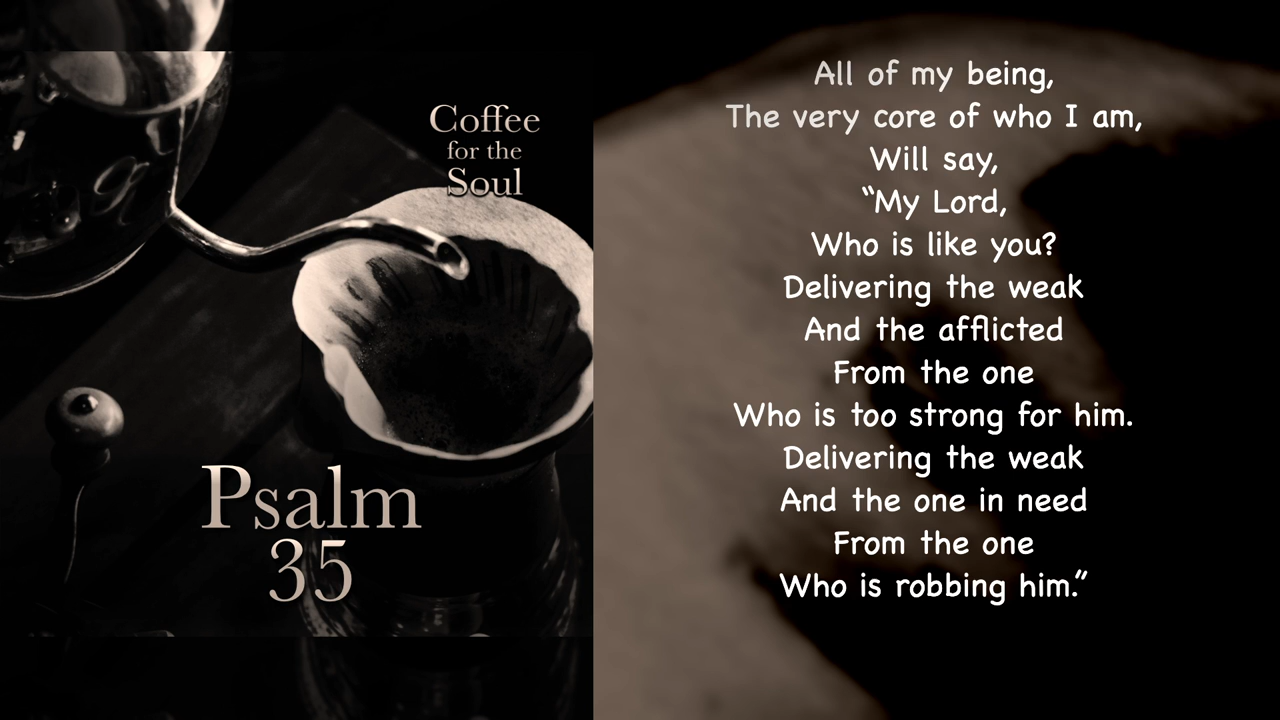 Coffee
for the
Soul
Psalm
35
All of my being,
The very core of who I am,
Will say,
“My Lord,
Who is like you?
Delivering the weak
And the afflicted
From the one
Who is too strong for him.
Delivering the weak
And the one in need
From the one
Who is robbing him.”